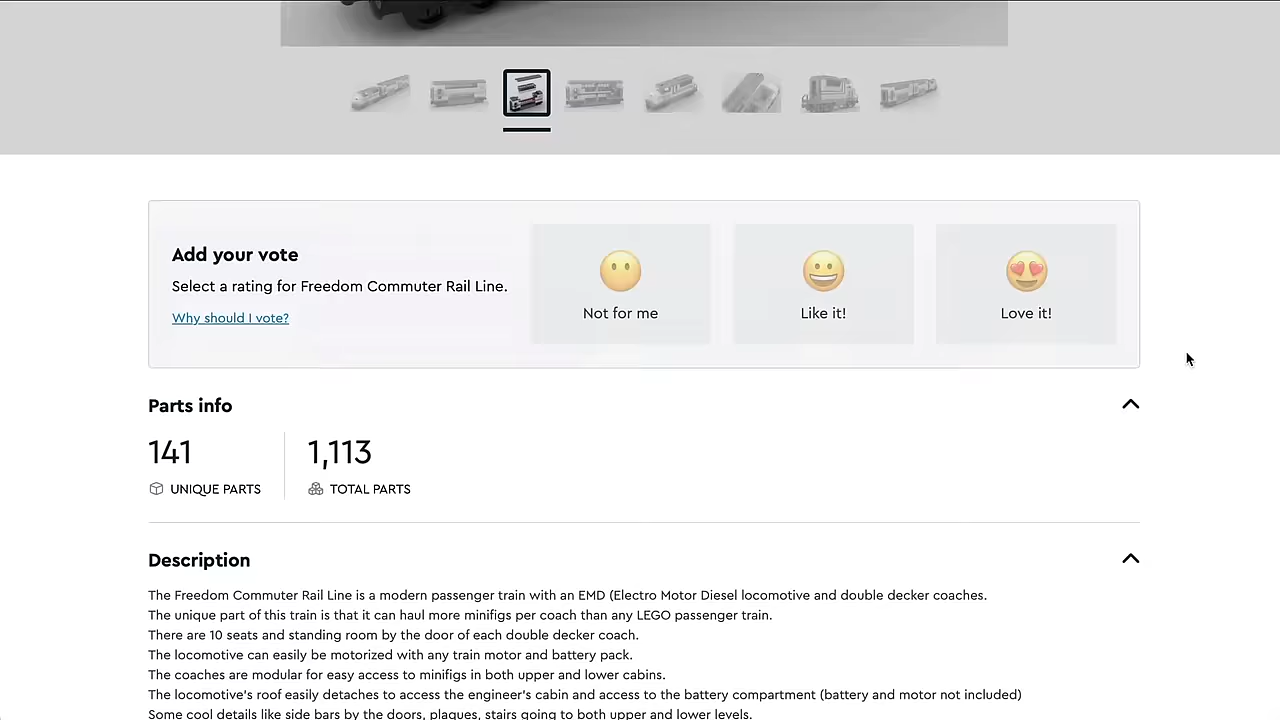 Add your vote
Select a rating for Freedom Commuter Rail Line.
Why should I vote?
Not for me
Like it!
Love it!
Parts info
141
1,113
UNIQUE PARTS
TOTAL PARTS
Description
The Freedom Commuter Rail Line is a modern passenger train with an EMD (Electro Motor Diesel locomotive and double decker coaches.
The unique part of this train is that it can haul more minifigs per coach than any LEGO passenger train.
There are 10 seats and standing room by the door of each double decker coach.
The locomotive can easily be motorized with any train motor and battery pack.
The coaches are modular for easy access to minifigs in both upper and lower cabins.
The locomotive's roof easily detaches to access the engineer's cabin and access to the battery compartment (battery and motor not included)
Some cool details like side bars by the doors, plaques, stairs going to both upper and lower levels.